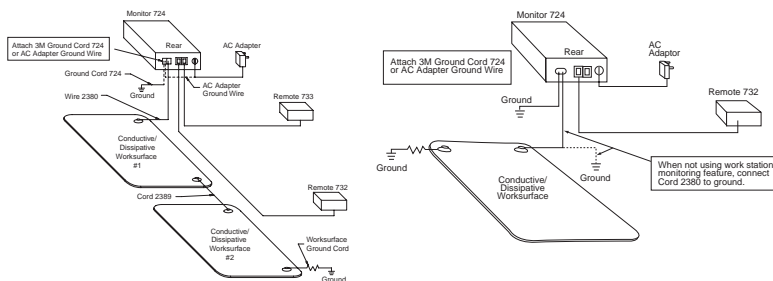 Monitor 724
Attach 3M Ground Cord 724
or AC Adapter Ground Wire
Rear
AC Adapter
Ground Cord 724
Ground
AC Adapter
Ground Wire
Wire 2380
Remote 733
Conductive/
Dissipative
Worksurface
#1
Cord 2389
Remote 732
Conductive/
Dissipative
Worksurface
#2
Worksurface
Ground Cord
Ground
Monitor 724
Attach 3M Ground Cord 724
or AC Adapter Ground Wire
Rear
AC
Adaptor
Ground
Remote 732
Ground
Conductive/
Dissipative
Worksurface
Ground
When not using work station
monitoring feature, connect
Cord 2380 to ground.